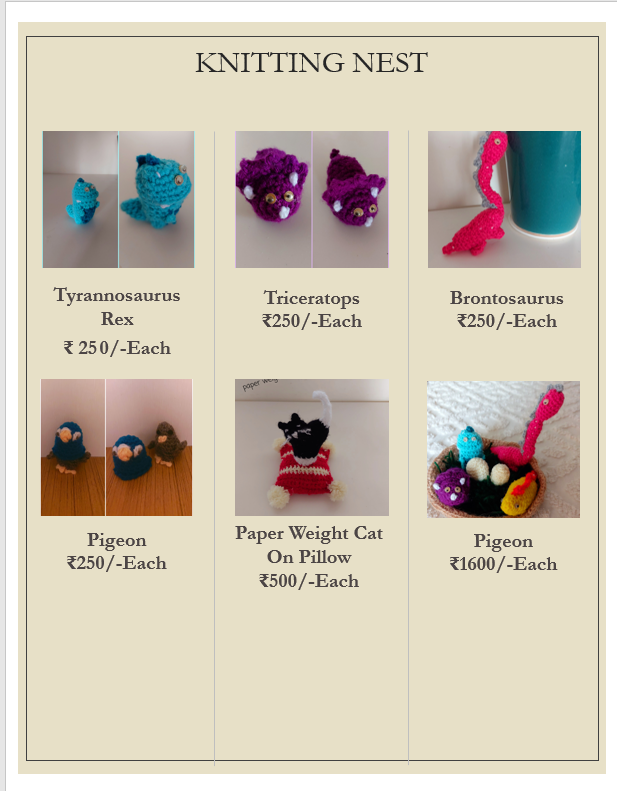 KNITTING NEST
Tyrannosaurus
Rex
₹ 250/-Each
Triceratops
₹250/-Each
Brontosaurus
₹250/-Each
Pigeon
₹250/-Each
paper weig
Paper Weight Cat
On Pillow
₹500/-Each
Pigeon
₹1600/-Each